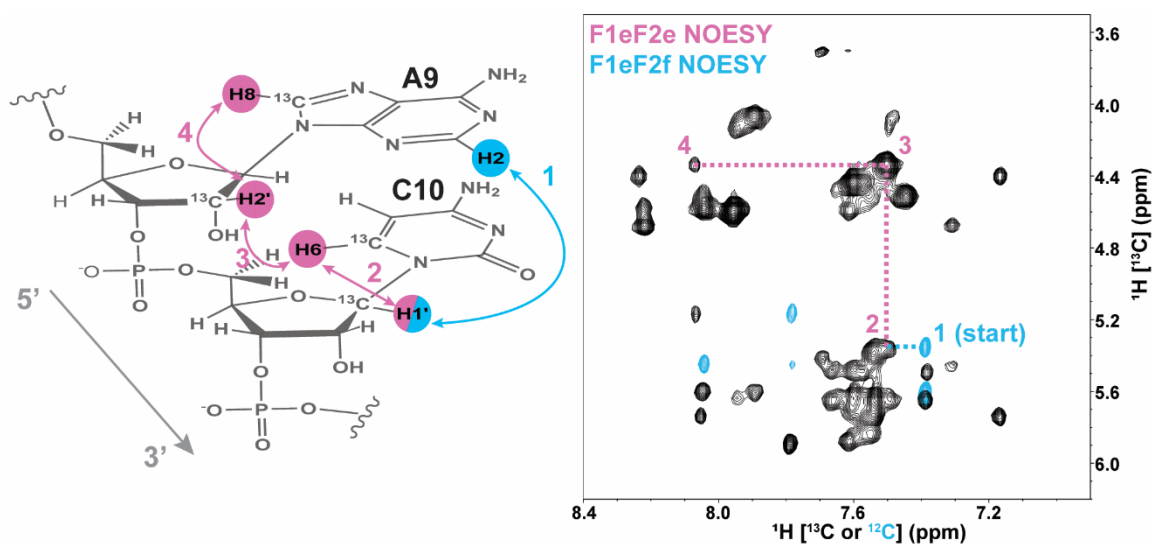 A9
NH₂
H8
¹³C
N
N
N
N
H2
4
1
O
H
H
O
H
H
¹³C
H2'
OH
C10
NH₂
H
3
H6
¹³C
N
N
O
2
O
⁻O
P
O
O
H
H
O
¹³C
H1'
H
H
H
O
OH
⁻O
P
O
O
5'
3'
F1eF2e NOESY
F1eF2f NOESY
4
3
2
1 (start)
3.6
4.0
4.4
4.8
5.2
5.6
6.0
¹H [¹³C] (ppm)
8.4
8.0
7.6
7.2
¹H [¹³C or ¹²C] (ppm)